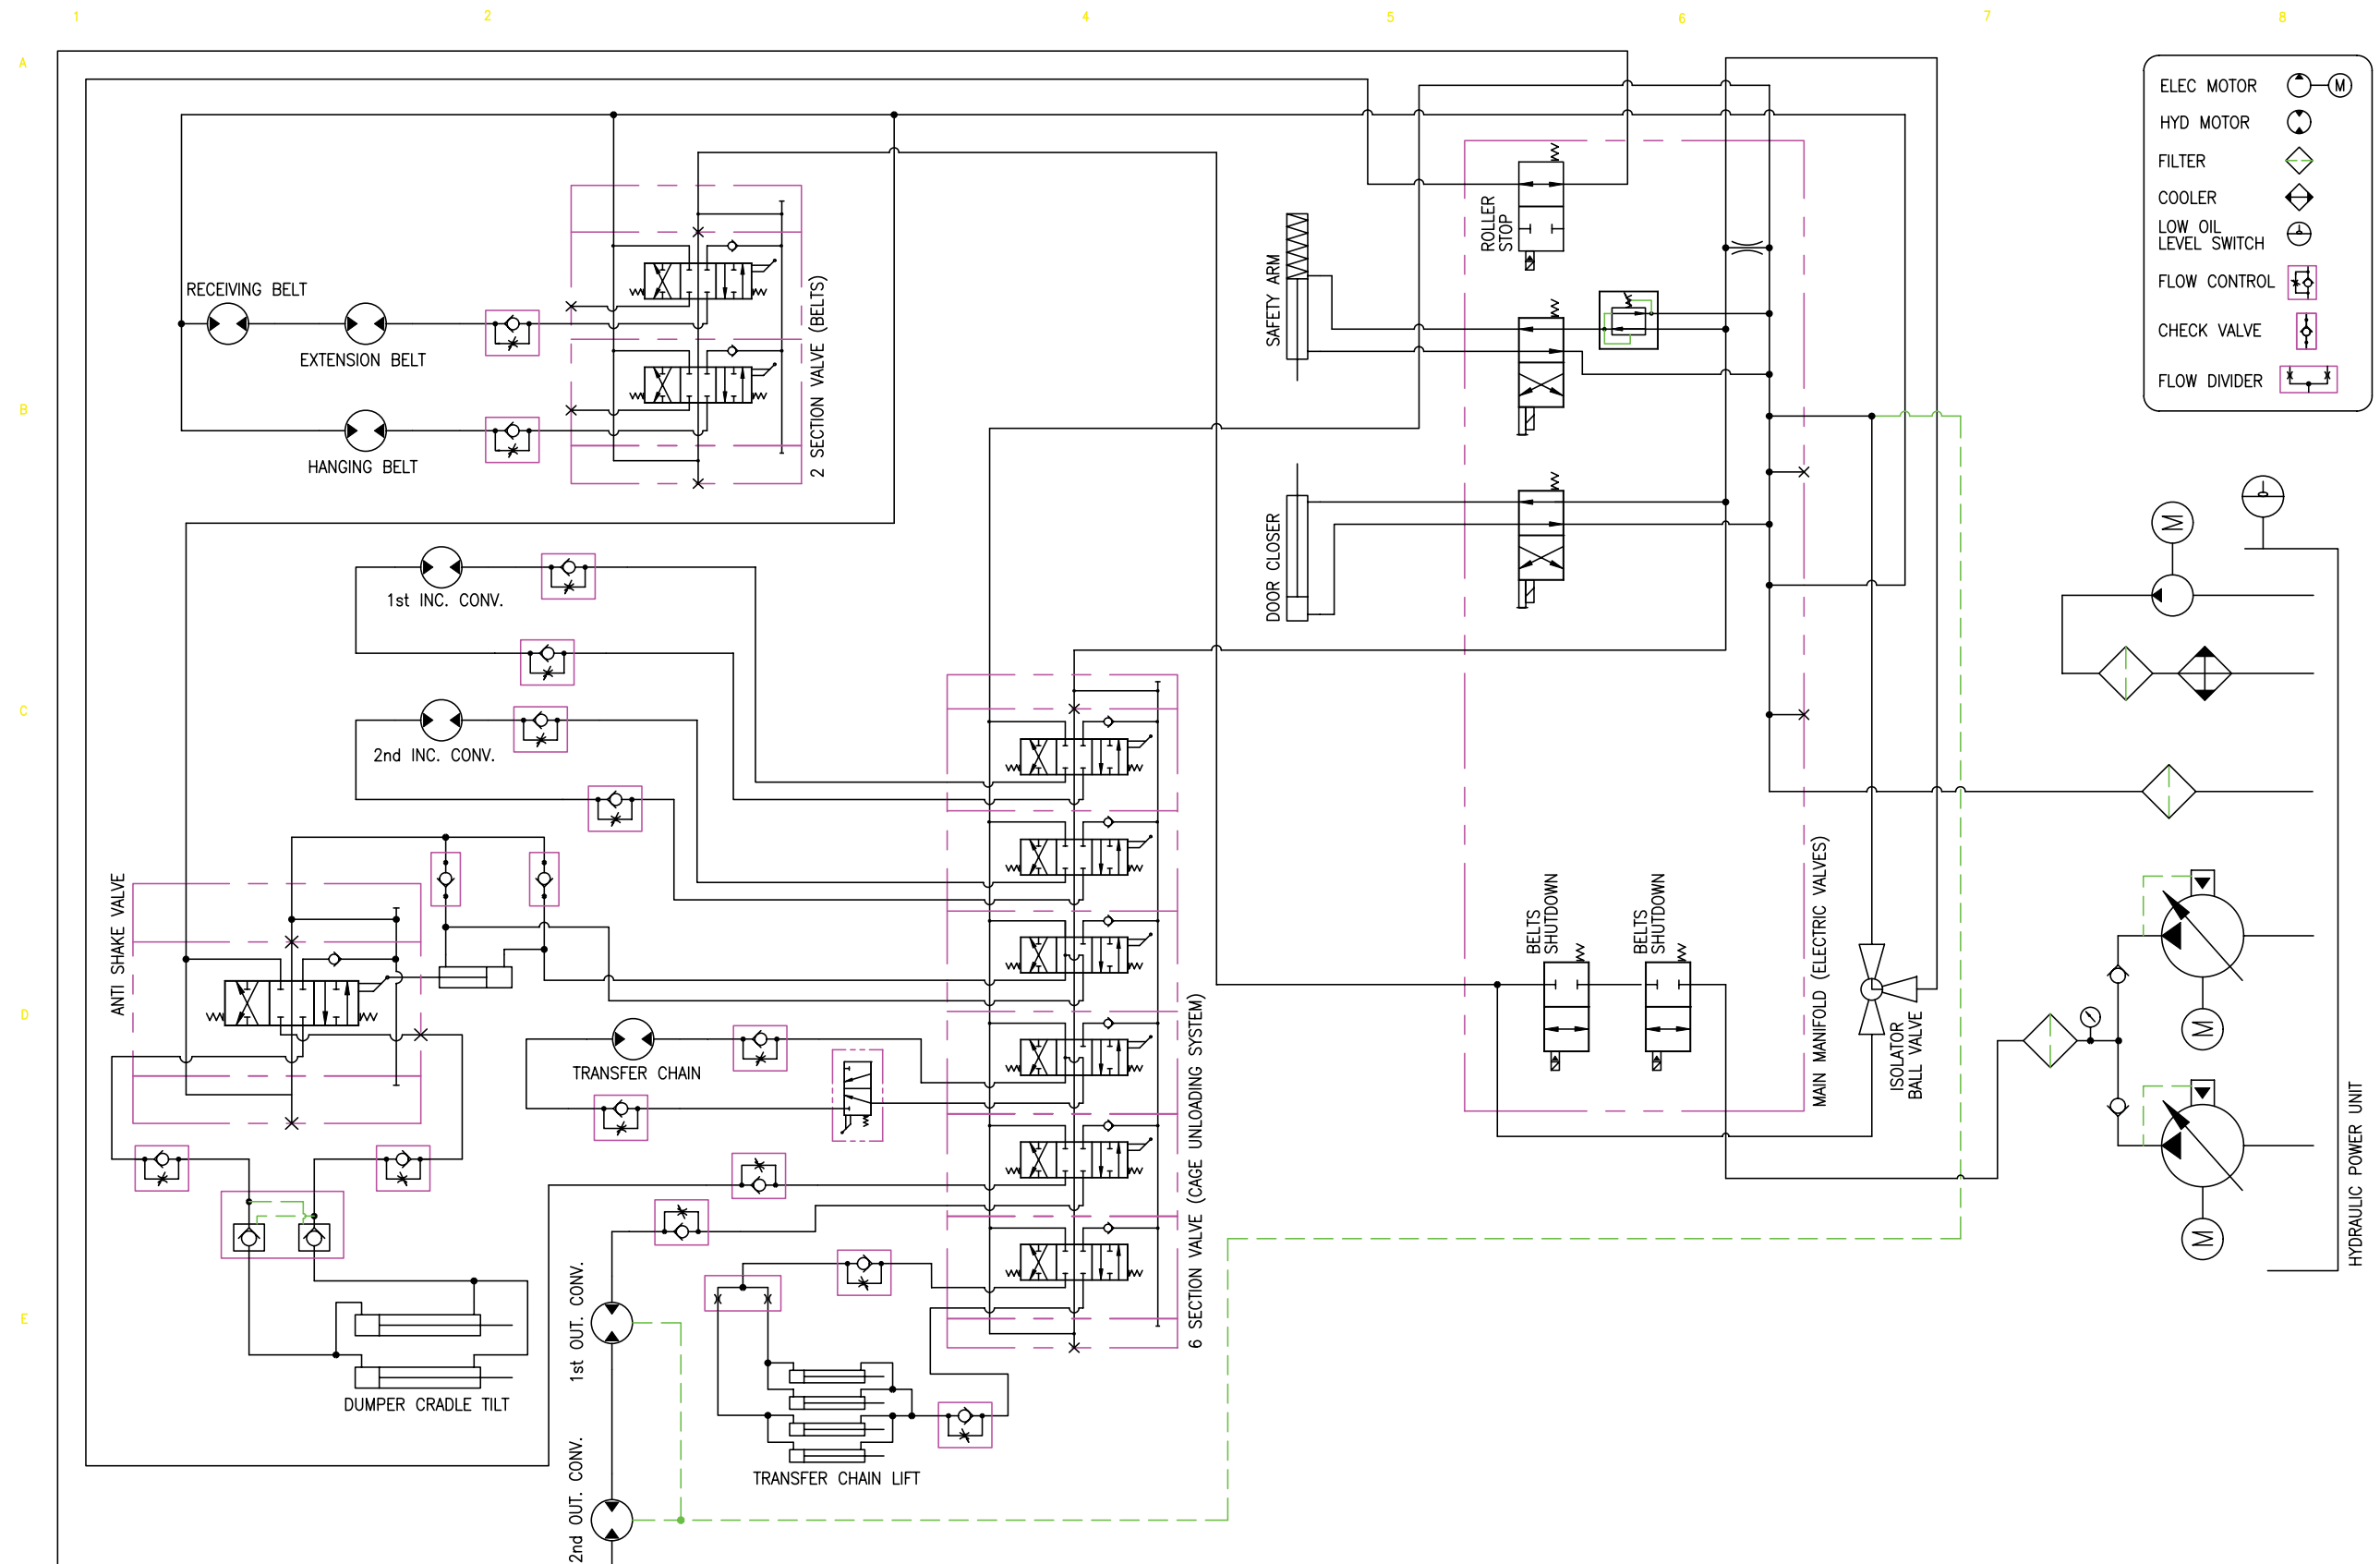 1
2
4
5
6
7
8
A
B
C
D
E
ELEC MOTOR
M
HYD MOTOR
FILTER
COOLER
LOW OIL
LEVEL SWITCH
FLOW CONTROL
CHECK VALVE
FLOW DIVIDER
RECEIVING BELT
EXTENSION BELT
HANGING BELT
2 SECTION VALVE (BELTS)
ROLLER
STOP
SAFETY ARM
DOOR CLOSER
1st INC. CONV.
2nd INC. CONV.
ANTI SHAKE VALVE
TRANSFER CHAIN
6 SECTION VALVE (CAGE UNLOADING SYSTEM)
BELTS
SHUTDOWN
BELTS
SHUTDOWN
MAIN MANIFOLD (ELECTRIC VALVES)
ISOLATOR
BALL VALVE
M
M
M
HYDRAULIC POWER UNIT
DUMPER CRADLE TILT
1st OUT. CONV.
2nd OUT. CONV.
TRANSFER CHAIN LIFT